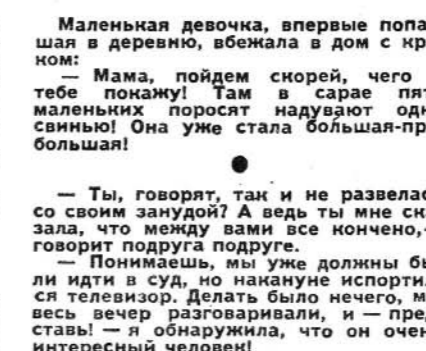 Маленькая девочка, впервые попа
шая в деревню, вбежала в дом с кр
ком:
— Мама, пойдем скорей, чего
тебе покажу! Там в сарае пят
маленьких поросят надувают одн
свинью! Она уже стала большая-пр
большая!
●
— Ты, говорят, так и не развелас
со своим занудой? А ведь ты мне ск
зала, что между вами все кончено,-
говорит подруга подруге.
— Понимаешь, мы уже должны бы
ли идти в суд, но накануне испорти.
ся телевизор. Делать было нечего, м
весь вечер разговаривали, и — пре
ставь! — я обнаружила, что он очен
интересный человек!